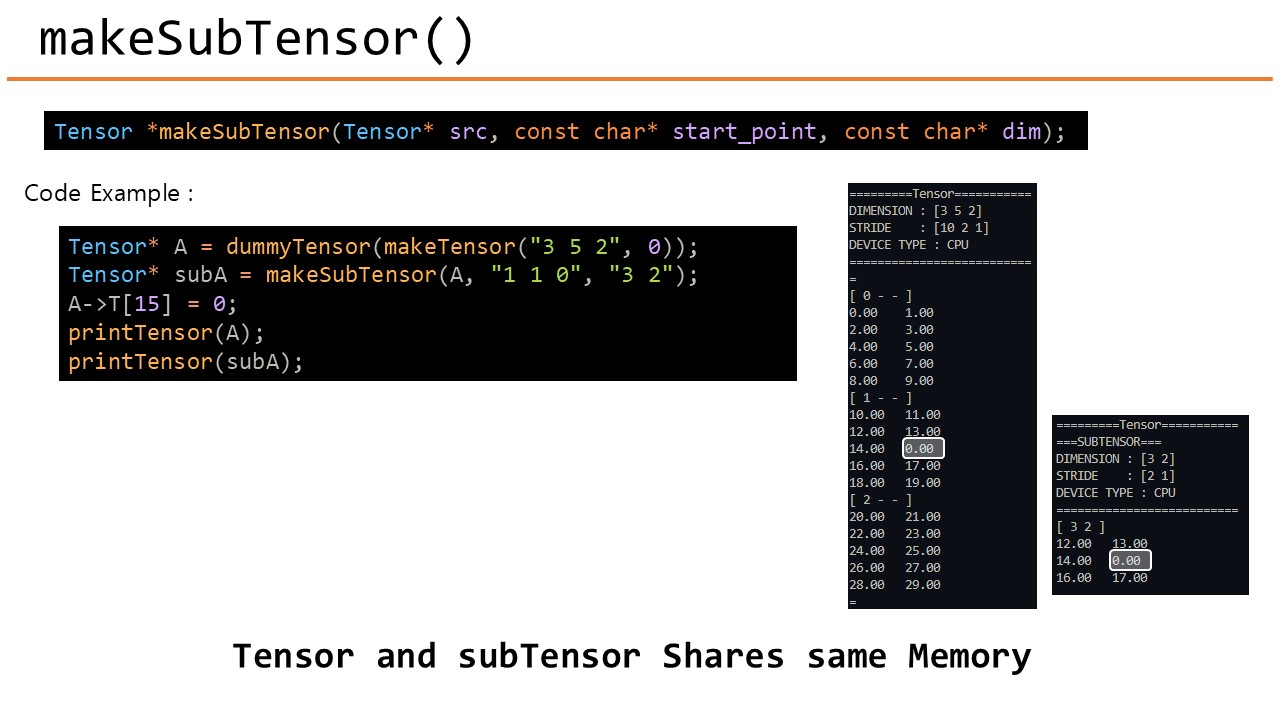 makeSubTensor()
Tensor *makeSubTensor(Tensor* src, const char* start_point, const char* dim);
Code Example :
Tensor* A = dummyTensor(makeTensor("3 5 2", 0));
Tensor* subA = makeSubTensor(A, "1 1 0", "3 2");
A->T[15] = 0;
printTensor(A);
printTensor(subA);
=========Tensor===========
DIMENSION : [3 5 2]
STRIDE    : [10 2 1]
DEVICE TYPE : CPU
==========================
=
[ 0 - - ]
0.00 1.00
2.00 3.00
4.00 5.00
6.00 7.00
8.00 9.00
[ 1 - - ]
10.00 11.00
12.00 13.00
14.00 0.00
16.00 17.00
18.00 19.00
[ 2 - - ]
20.00 21.00
22.00 23.00
24.00 25.00
26.00 27.00
28.00 29.00
=
=========Tensor===========
===SUBTENSOR===
DIMENSION : [3 2]
STRIDE    : [2 1]
DEVICE TYPE : CPU
==========================
[ 3 2 ]
12.00 13.00
14.00 0.00
16.00 17.00
Tensor and subTensor Shares same Memory